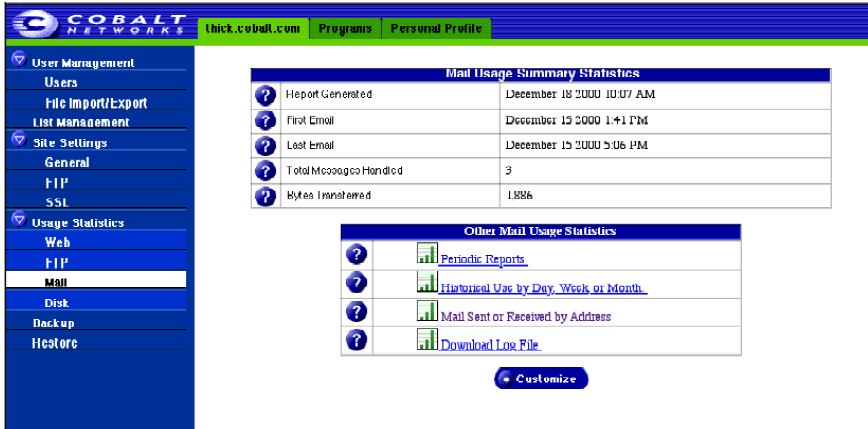 COBALT
NETWORKS
thick.cobalt.com Programs Personal Profile
User Management
Users
File Import/Export
List Management
Site Settings
General
FTP
SSL
Usage Statistics
Web
FTP
Mail
Disk
Backup
Restore
Mail Usage Summary Statistics
Report Generated December 18 2000 10:07 AM
First Email December 15 2000 1:41 PM
Last Email December 15 2000 5:06 PM
Total Messages Handled 3
Bytes Transferred 1,886
Other Mail Usage Statistics
Periodic Reports
Historical Use by Day, Week, or Month.
Mail Sent or Received by Address
Download Log File
Customize